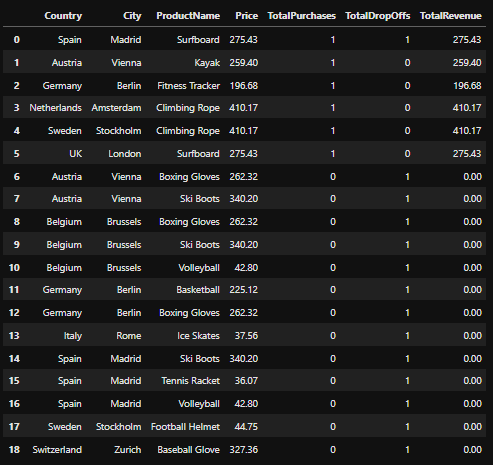 Country City ProductName Price TotalPurchases TotalDropOffs TotalRevenue
0 Spain Madrid Surfboard 275.43 1 1 275.43
1 Austria Vienna Kayak 259.40 1 0 259.40
2 Germany Berlin Fitness Tracker 196.68 1 0 196.68
3 Netherlands Amsterdam Climbing Rope 410.17 1 0 410.17
4 Sweden Stockholm Climbing Rope 410.17 1 0 410.17
5 UK London Surfboard 275.43 1 0 275.43
6 Austria Vienna Boxing Gloves 262.32 0 1 0.00
7 Austria Vienna Ski Boots 340.20 0 1 0.00
8 Belgium Brussels Boxing Gloves 262.32 0 1 0.00
9 Belgium Brussels Ski Boots 340.20 0 1 0.00
10 Belgium Brussels Volleyball 42.80 0 1 0.00
11 Germany Berlin Basketball 225.12 0 1 0.00
12 Germany Berlin Boxing Gloves 262.32 0 1 0.00
13 Italy Rome Ice Skates 37.56 0 1 0.00
14 Spain Madrid Ski Boots 340.20 0 1 0.00
15 Spain Madrid Tennis Racket 36.07 0 1 0.00
16 Spain Madrid Volleyball 42.80 0 1 0.00
17 Sweden Stockholm Football Helmet 44.75 0 1 0.00
18 Switzerland Zurich Baseball Glove 327.36 0 1 0.00